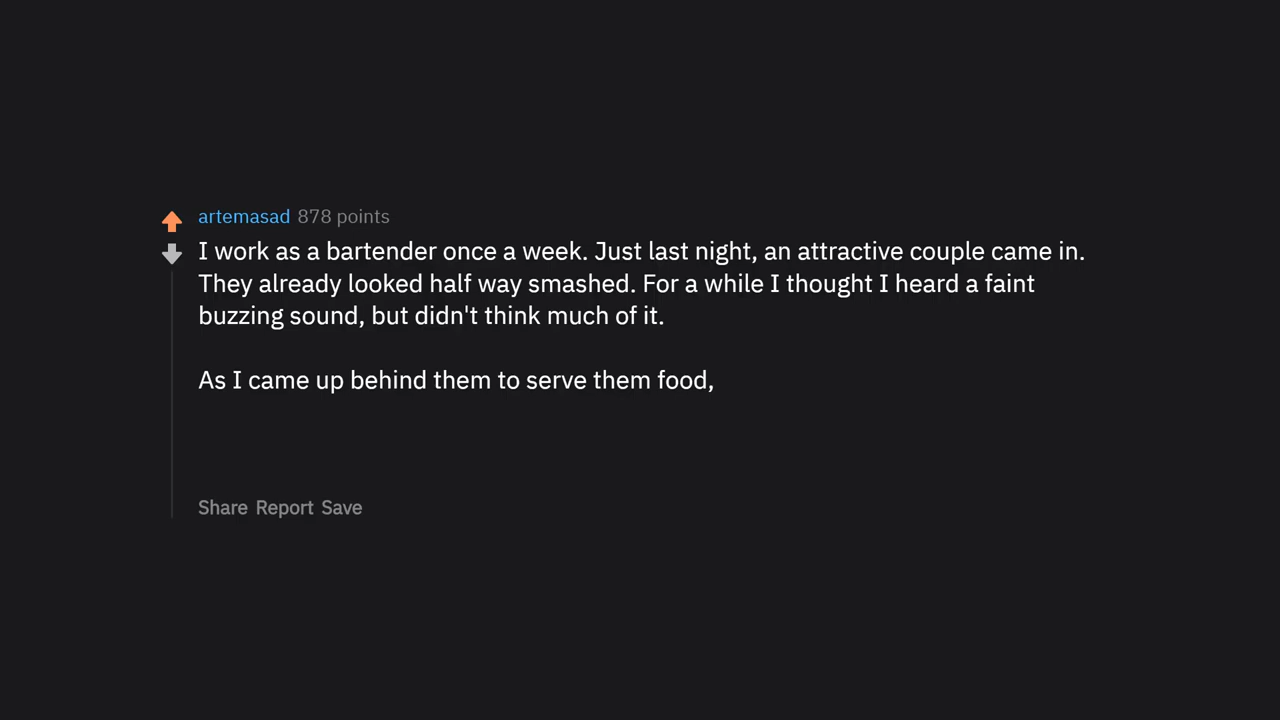 artemasad 878 points
I work as a bartender once a week. Just last night, an attractive couple came in.
They already looked half way smashed. For a while I thought I heard a faint
buzzing sound, but didn't think much of it.
As I came up behind them to serve them food,
Share Report Save